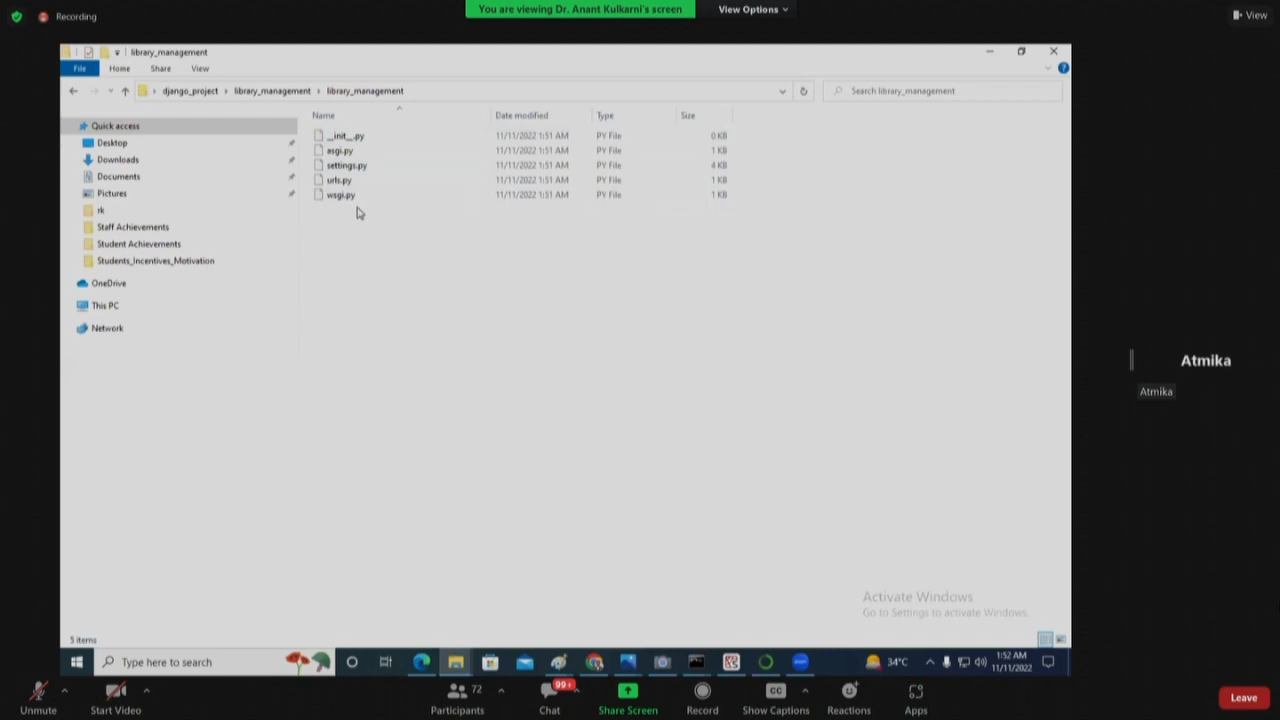 Recording
You are viewing Dr. Anant Kulkarni's screen
View Options
View
library_management
File
Home
Share
View
django_project
library_management
library_management
Search library_management
Name
Date modified
Type
Size
Quick access
Desktop
Downloads
Documents
Pictures
rk
Staff Achievements
Student Achievements
Students_Incentives_Motivation
OneDrive
This PC
Network
__init__.py 11/11/2022 1:51 AM PY File 0 KB
asgi.py 11/11/2022 1:51 AM PY File 1 KB
settings.py 11/11/2022 1:51 AM PY File 4 KB
urls.py 11/11/2022 1:51 AM PY File 1 KB
wsgi.py 11/11/2022 1:51 AM PY File 1 KB
Atmika
Atmika
Activate Windows
Go to Settings to activate Windows.
5 items
Type here to search
34°C
1:52 AM
11/11/2022
Unmute
Start Video
72
Participants
99+
Chat
Share Screen
Record
CC
Show Captions
Reactions
Apps
Leave